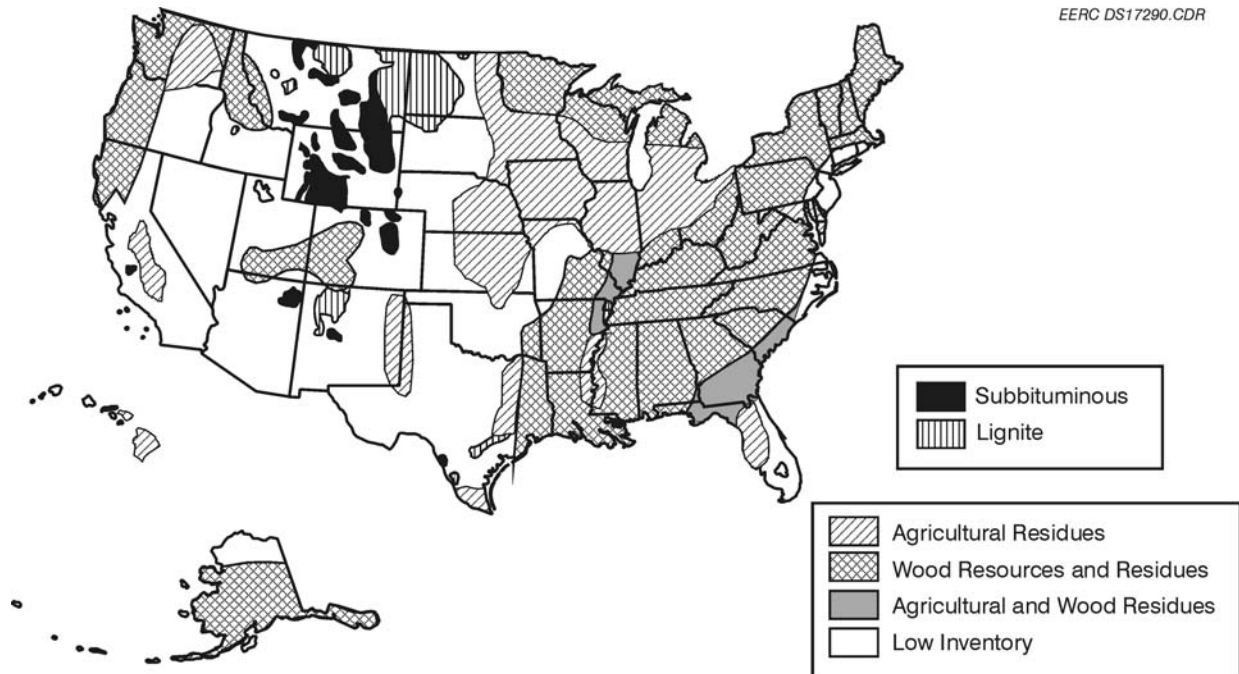 EERC DS17290.CDR
Subbituminous
Lignite
Agricultural Residues
Wood Resources and Residues
Agricultural and Wood Residues
Low Inventory